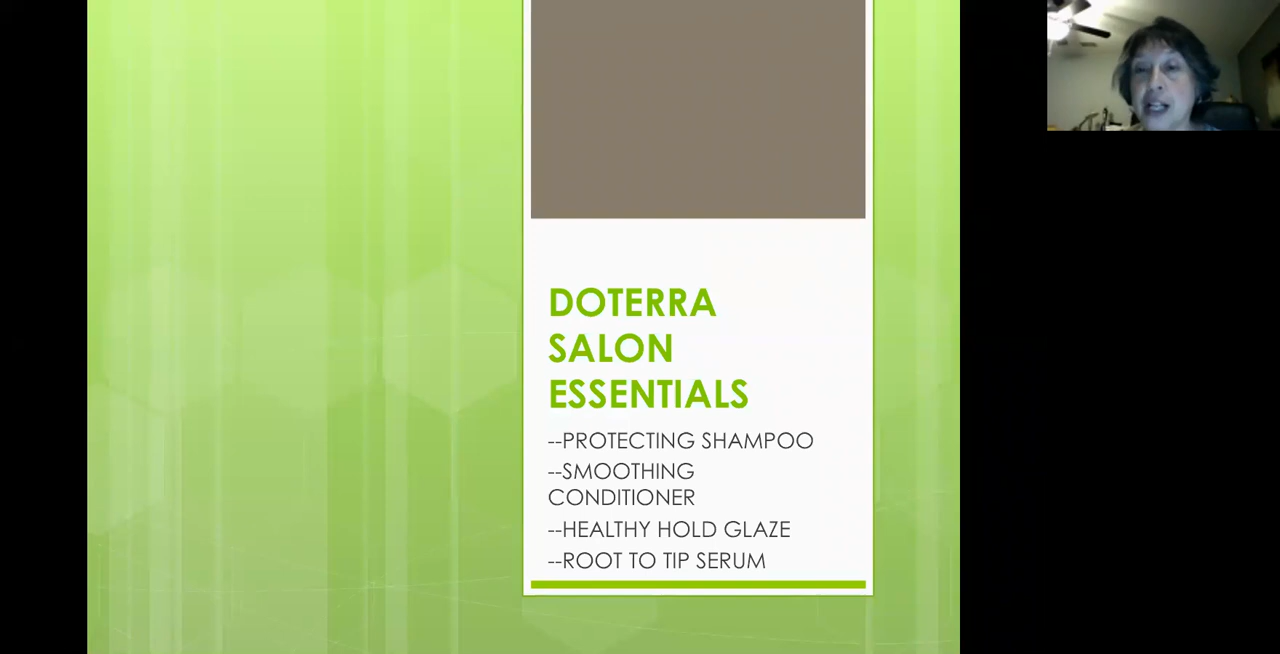 DOTERRA
SALON
ESSENTIALS
--PROTECTING SHAMPOO
--SMOOTHING
CONDITIONER
--HEALTHY HOLD GLAZE
--ROOT TO TIP SERUM